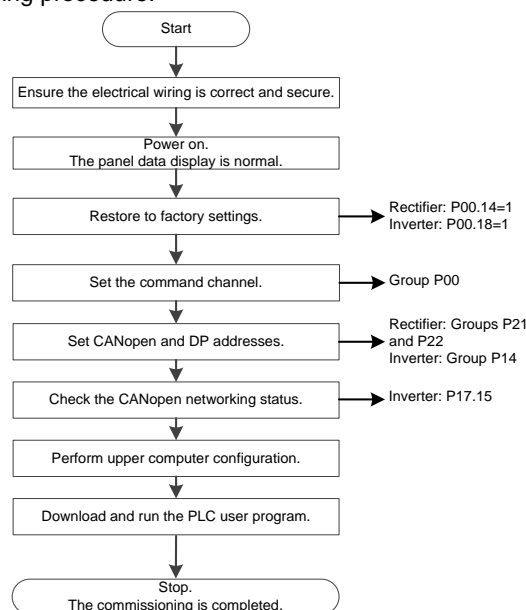 ing procedure.
Start
Ensure the electrical wiring is correct and secure.
Power on.
The panel data display is normal.
Restore to factory settings.
Rectifier: P00.14=1
Inverter: P00.18=1
Set the command channel.
Group P00
Set CANopen and DP addresses.
Rectifier: Groups P21
and P22
Inverter: Group P14
Check the CANopen networking status.
Inverter: P17.15
Perform upper computer configuration.
Download and run the PLC user program.
Stop.
The commissioning is completed.